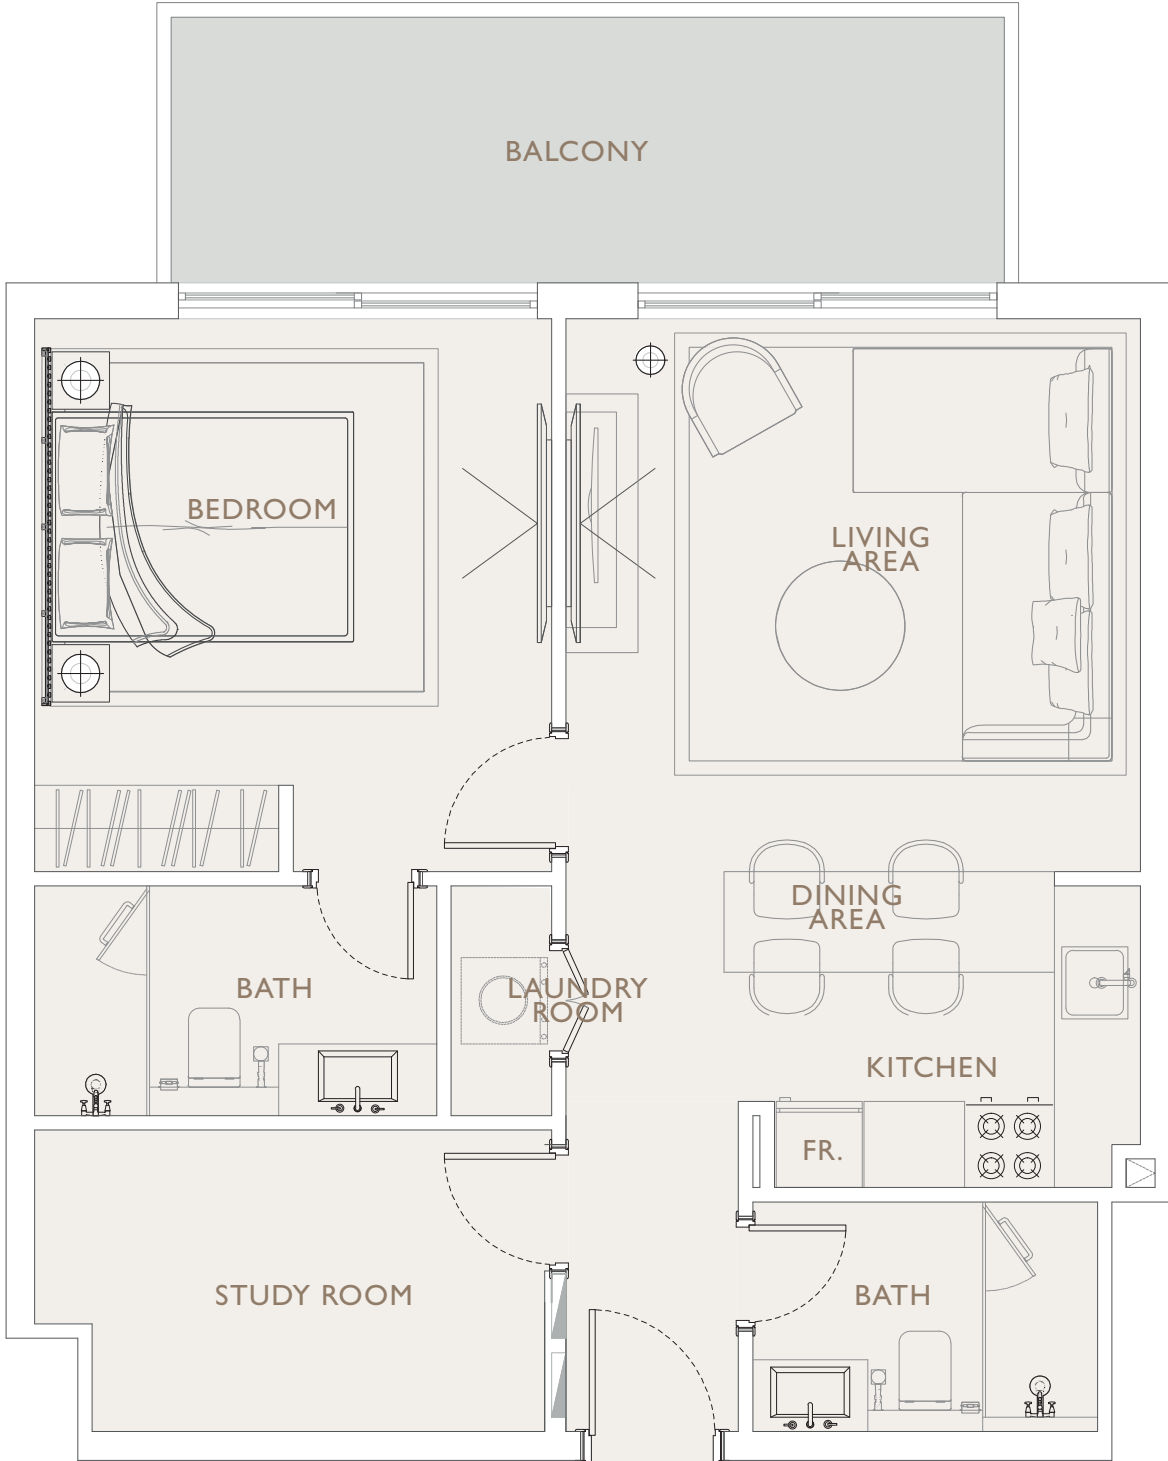 BALCONY
BEDROOM
LIVING
AREA
DINING
AREA
BATH
LAUNDRY
ROOM
KITCHEN
FR.
STUDY ROOM
BATH